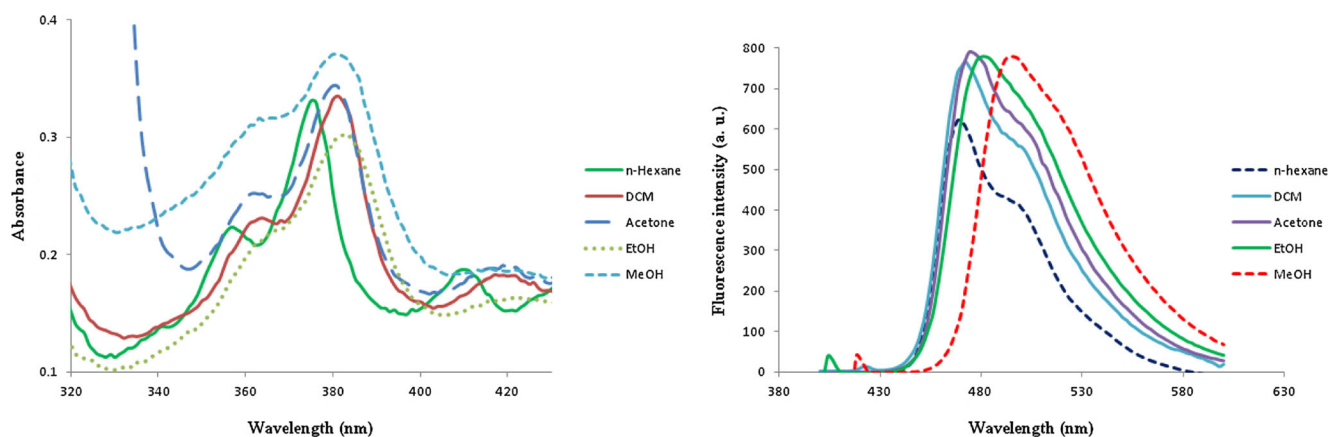 0.4
0.3
0.2
0.1
Absorbance
320 340 360 380 400 420
Wavelength (nm)
n-Hexane
DCM
Acetone
EtOH
MeOH
800
700
600
500
400
300
200
100
0
Fluorescence intensity (a. u.)
380 430 480 530 580 630
Wavelength (nm)
n-hexane
DCM
Acetone
EtOH
MeOH